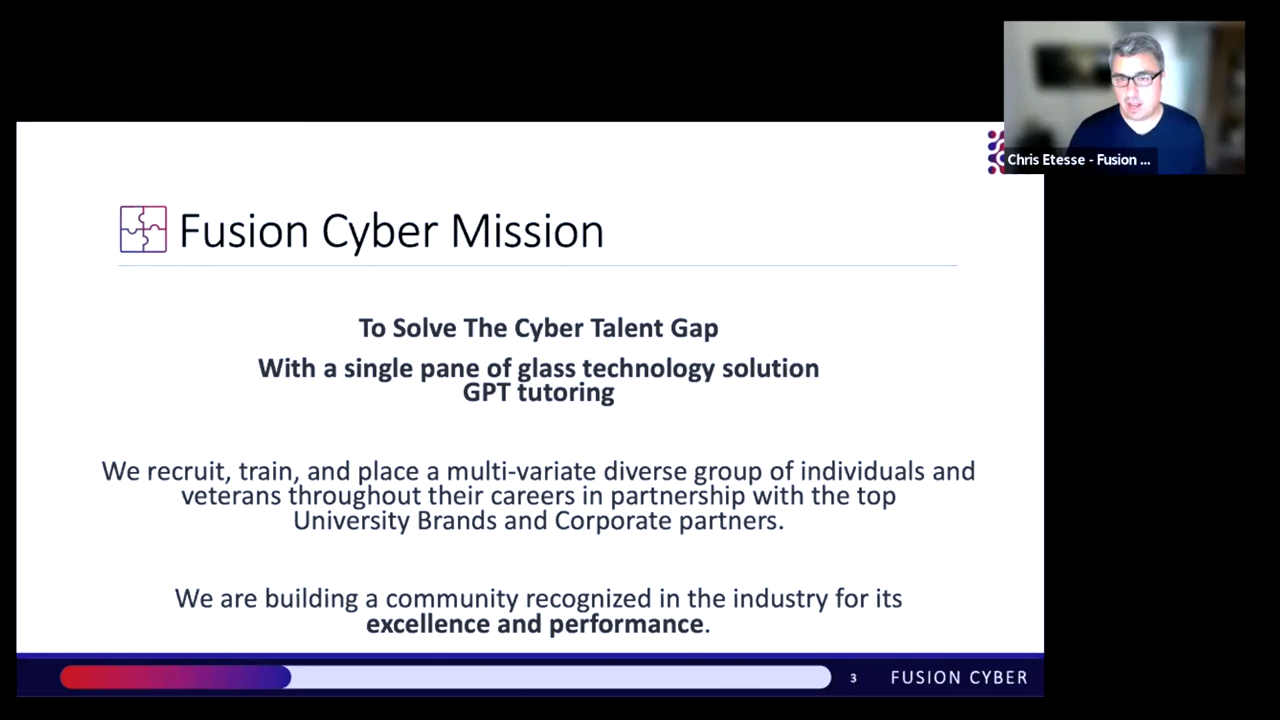 Chris Etesse - Fusion ...
Fusion Cyber Mission
To Solve The Cyber Talent Gap
With a single pane of glass technology solution
GPT tutoring
We recruit, train, and place a multi-variate diverse group of individuals and
veterans throughout their careers in partnership with the top
University Brands and Corporate partners.
We are building a community recognized in the industry for its
excellence and performance.
3
FUSION CYBER